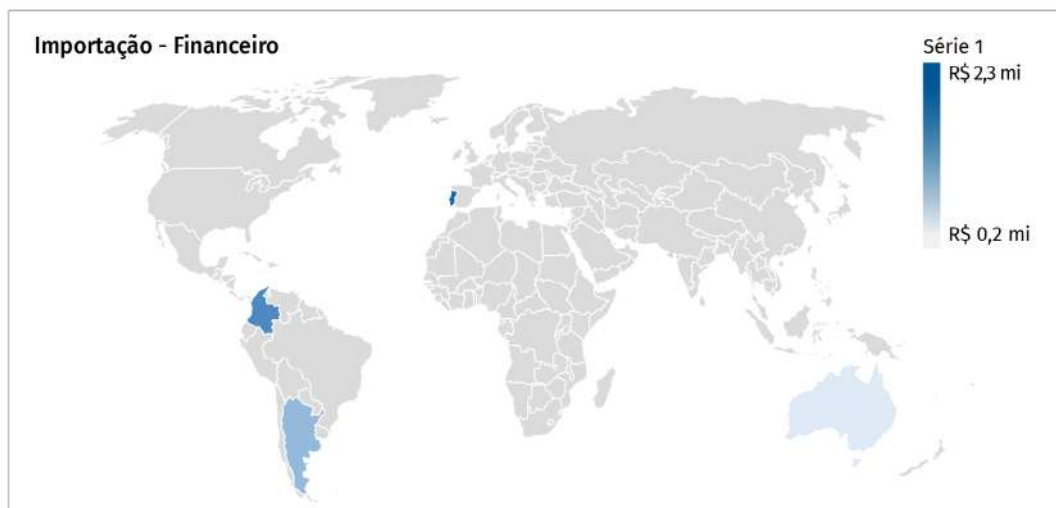 Importação - Financeiro
Série 1
R$ 2,3 mi
R$ 0,2 mi